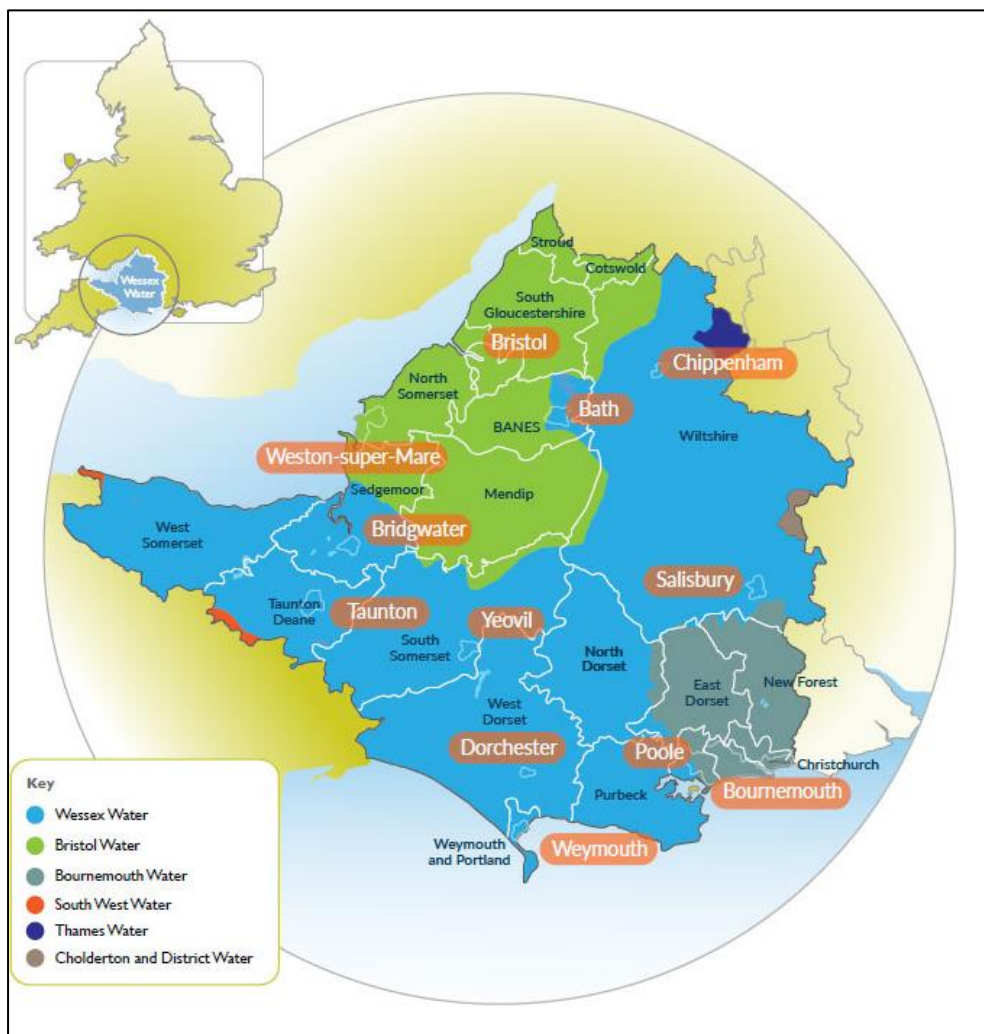 Wessex
Water
Stroud
Cotswold
South
Gloucestershire
Bristol
Chippenham
North
Somerset
Bath
BANES
Wiltshire
Weston-super-Mare
Sedgemoor
Mendip
Bridgwater
West
Somerset
Salisbury
Taunton
Deane
Taunton
Yeovil
South
Somerset
North
Dorset
East
Dorset
New Forest
West
Dorset
Dorchester
Poole
Christchurch
Purbeck
Bournemouth
Weymouth
and Portland
Weymouth
Key
Wessex Water
Bristol Water
Bournemouth Water
South West Water
Thames Water
Cholderton and District Water